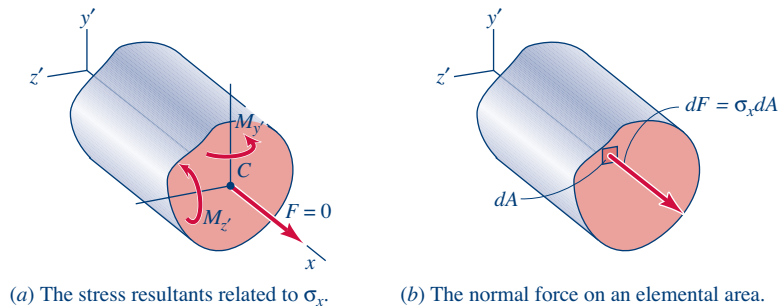 y′
z′
M_y′
C
M_z′
F = 0
x
(a) The stress resultants related to σ_x.
y′
z′
dF = σ_x dA
dA
(b) The normal force on an elemental area.